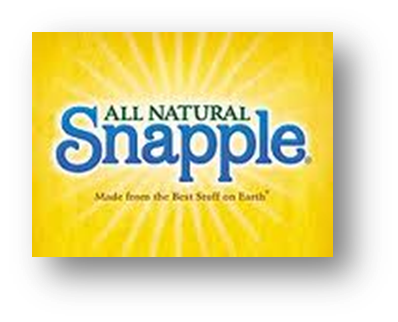 ALL NATURAL
Snapple®
Made from the Best Stuff on Earth®